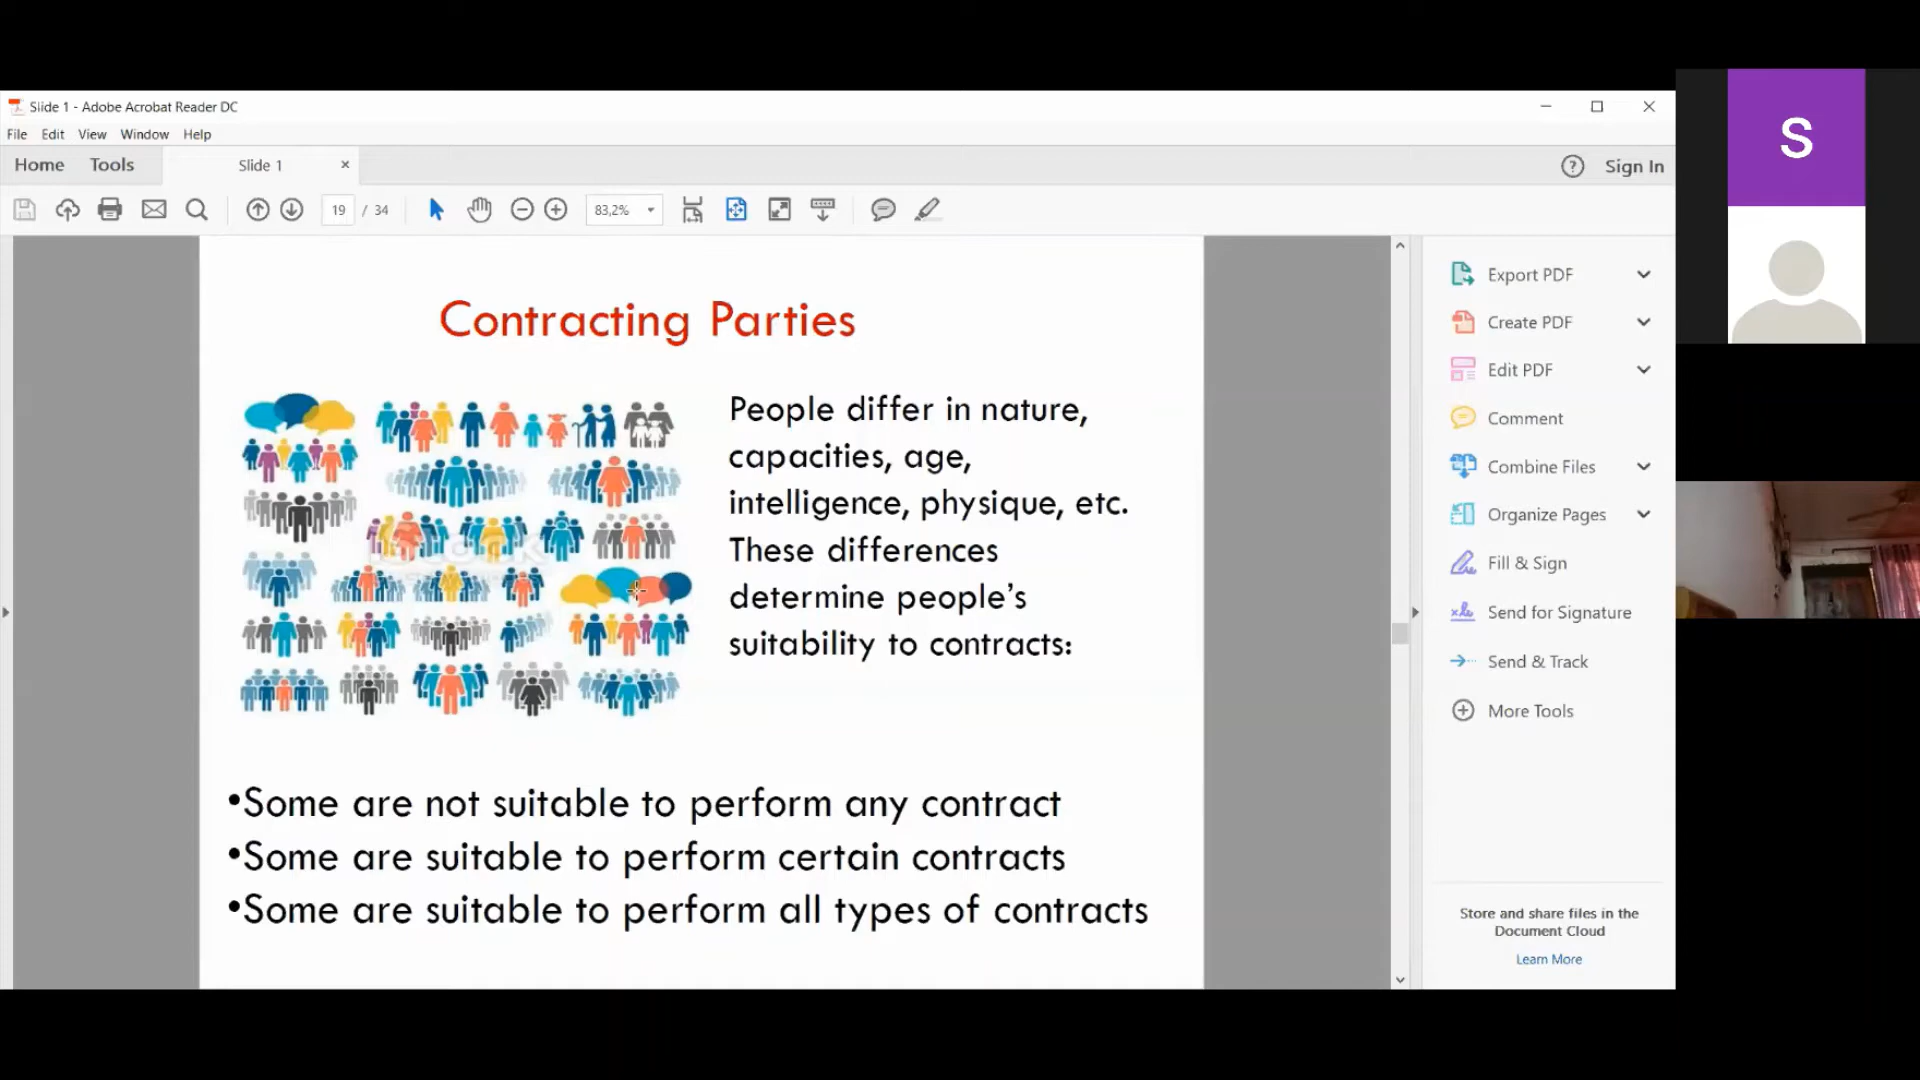 Slide 1 - Adobe Acrobat Reader DC
File Edit View Window Help
Home Tools Slide 1
Sign In
19 / 34
83,2%
S
Contracting Parties
People differ in nature,
capacities, age,
intelligence, physique, etc.
These differences
determine people's
suitability to contracts:
•Some are not suitable to perform any contract
•Some are suitable to perform certain contracts
•Some are suitable to perform all types of contracts
Export PDF
Create PDF
Edit PDF
Comment
Combine Files
Organize Pages
Fill & Sign
Send for Signature
Send & Track
More Tools
Store and share files in the
Document Cloud
Learn More